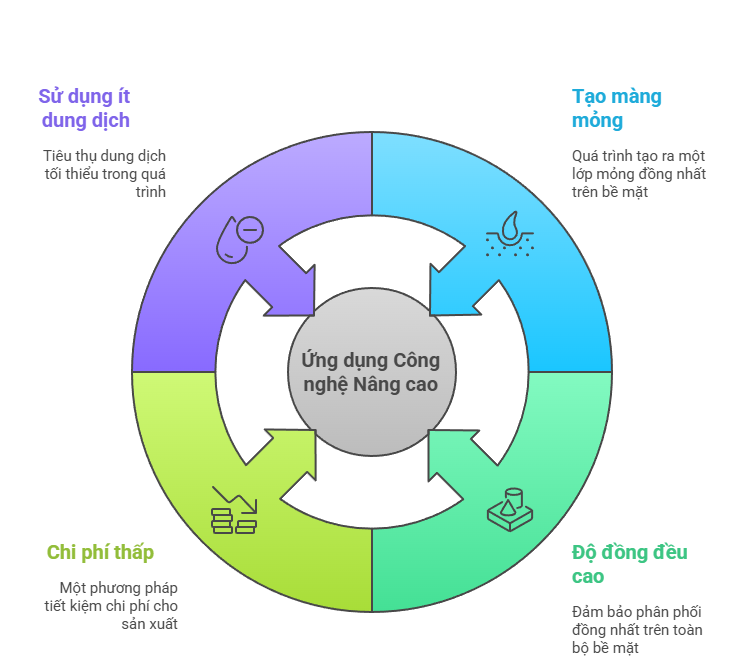 Sử dụng ít
dung dịch
Tiêu thụ dung dịch
tối thiểu trong quá
trình
Tạo màng
mỏng
Quá trình tạo ra một
lớp mỏng đồng nhất
trên bề mặt
Ứng dụng Công
nghệ Nâng cao
Chi phí thấp
Một phương pháp
tiết kiệm chi phí cho
sản xuất
Độ đồng đều
cao
Đảm bảo phân phối
đồng nhất trên toàn
bộ bề mặt